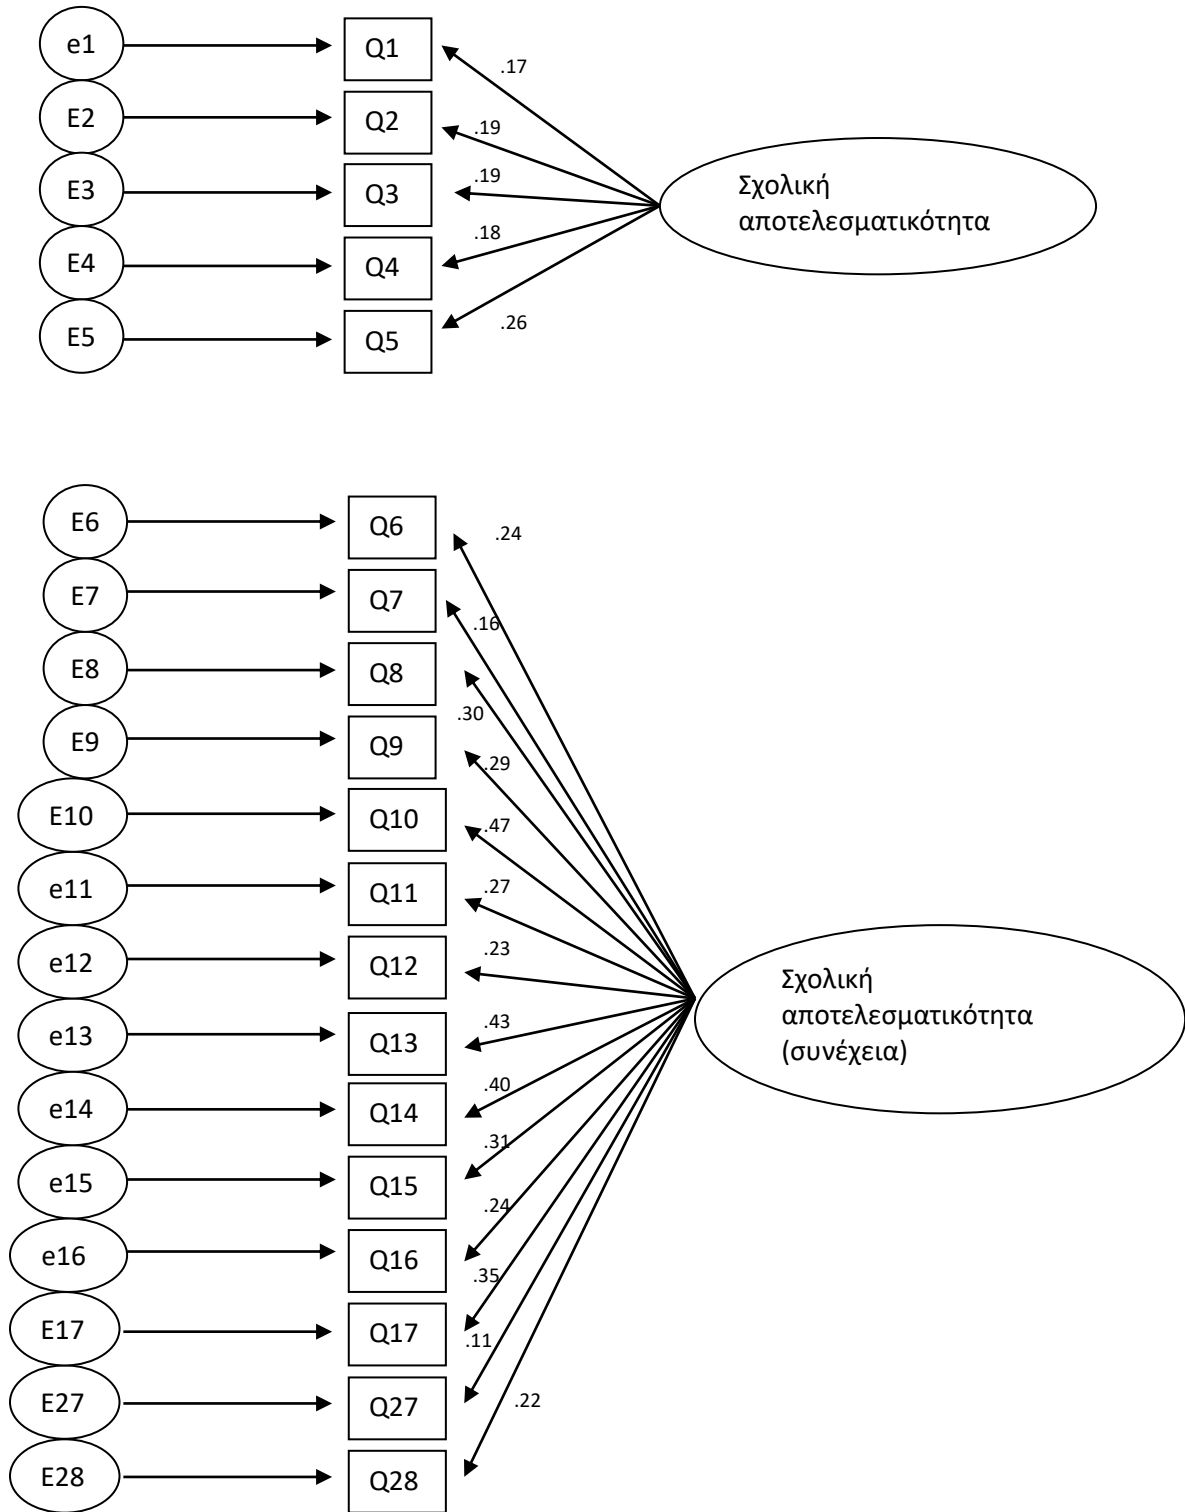 e1
Q1
.17
E2
Q2
.19
E3
Q3
.19
E4
Q4
.18
E5
Q5
.26
Σχολική
αποτελεσματικότητα
E6
Q6
.24
E7
Q7
.16
E8
Q8
.30
E9
Q9
.29
E10
Q10
.47
e11
Q11
.27
e12
Q12
.23
e13
Q13
.43
e14
Q14
.40
e15
Q15
.31
e16
Q16
.24
E17
Q17
.35
E27
Q27
.11
E28
Q28
.22
Σχολική
αποτελεσματικότητα
(συνέχεια)